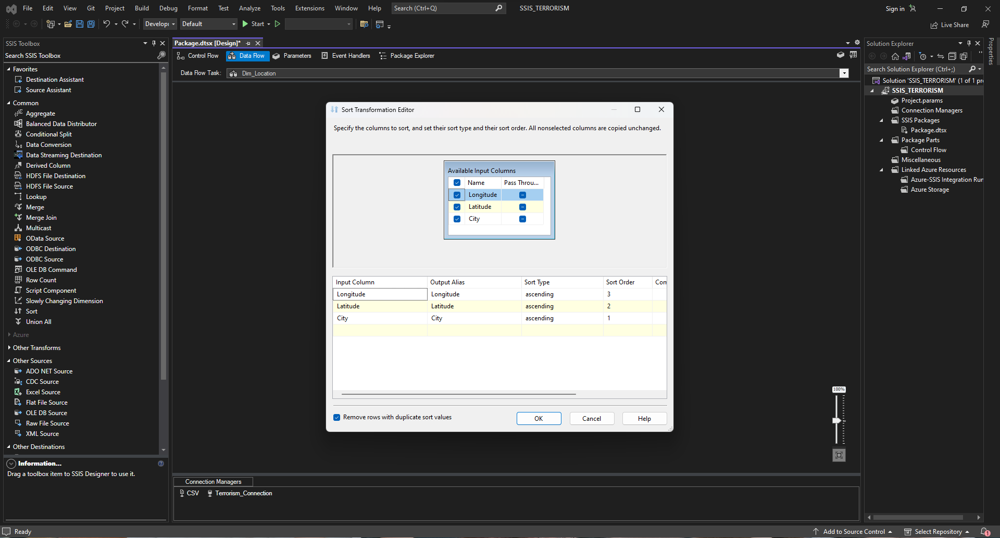 File Edit View Git Project Build Debug Format Test Analyze Tools Extensions Window Help Search (Ctrl+Q) SSIS_TERRORISM Sign in
Developi Default Start Live Share
SSIS Toolbox
Search SSIS Toolbox
Favorites
Destination Assistant
Source Assistant
Common
Aggregate
Balanced Data Distributor
Conditional Split
Data Conversion
Data Streaming Destination
Derived Column
HDFS File Destination
HDFS File Source
Lookup
Merge
Merge Join
Multicast
OData Source
ODBC Destination
ODBC Source
OLE DB Command
Row Count
Script Component
Slowly Changing Dimension
Sort
Union All
Azure
Other Transforms
Other Sources
ADO NET Source
CDC Source
Excel Source
Flat File Source
OLE DB Source
Raw File Source
XML Source
Other Destinations
Information...
Drag a toolbox item to SSIS Designer to use it.
Package.dtsx [Design]*
Control Flow Data Flow Parameters Event Handlers Package Explorer
Data Flow Task: Dim_Location
Sort Transformation Editor
Specify the columns to sort, and set their sort type and their sort order. All nonselected columns are copied unchanged.
Available Input Columns
Name Pass Throu...
Longitude
Latitude
City
Input Column Output Alias Sort Type Sort Order Com
Longitude Longitude ascending 3
Latitude Latitude ascending 2
City City ascending 1
Remove rows with duplicate sort values OK Cancel Help
100%
Connection Managers
CSV Terrorism_Connection
Solution Explorer
Search Solution Explorer (Ctrl+;)
Solution 'SSIS_TERRORISM' (1 of 1 pr
SSIS_TERRORISM
Project.params
Connection Managers
SSIS Packages
Package.dtsx
Package Parts
Control Flow
Miscellaneous
Linked Azure Resources
Azure-SSIS Integration Run
Azure Storage
Properties
Ready Add to Source Control Select Repository 1